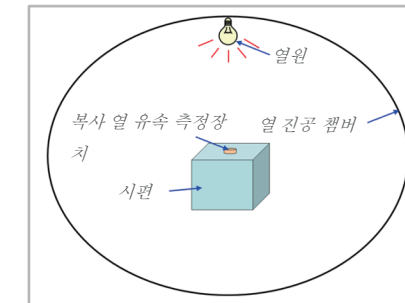 열원
복사 열 유속 측정장
치
열 진공 챔버
시편